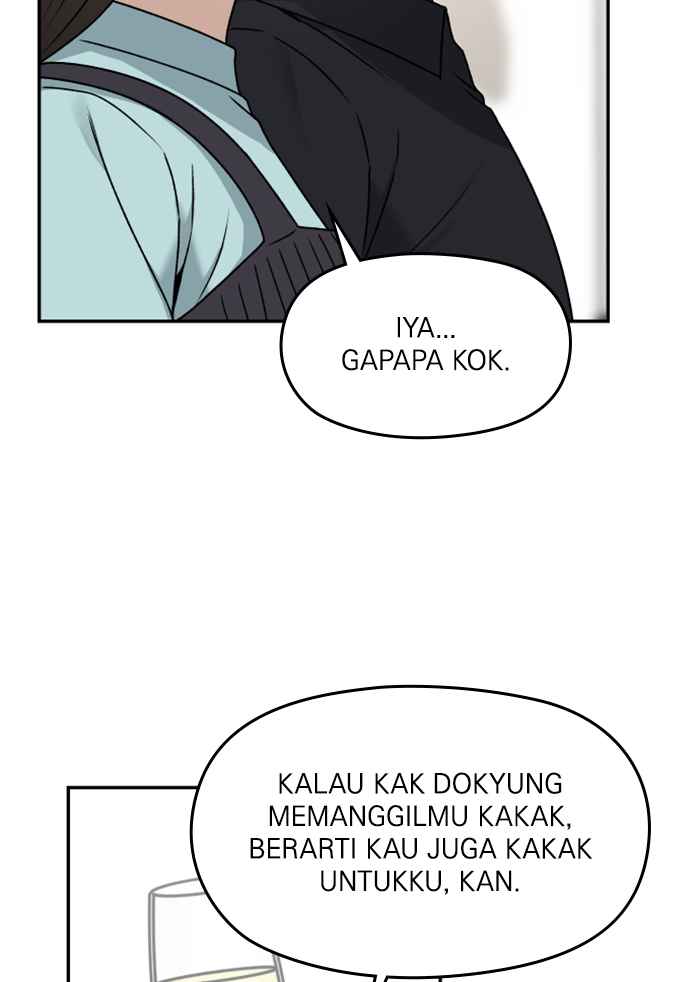 IYA...
GAPAPA KOK.
KALAU KAK DOKYUNG
MEMANGGILMU KAKAK,
BERARTI KAU JUGA KAKAK
UNTUKKU, KAN.